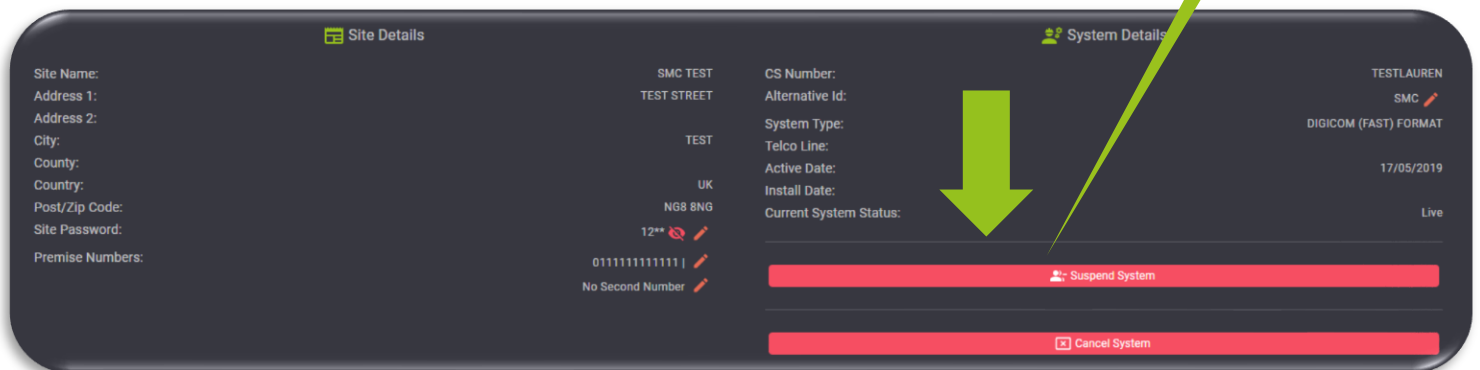 Site Details
Site Name: SMC TEST
Address 1: TEST STREET
Address 2:
City: TEST
County:
Country: UK
Post/Zip Code: NG8 8NG
Site Password: 12**
Premise Numbers: 0111111111111 |
No Second Number
System Details
CS Number: TESTLAUREN
Alternative Id: SMC
System Type: DIGICOM (FAST) FORMAT
Telco Line:
Active Date: 17/05/2019
Install Date:
Current System Status: Live
Suspend System
Cancel System